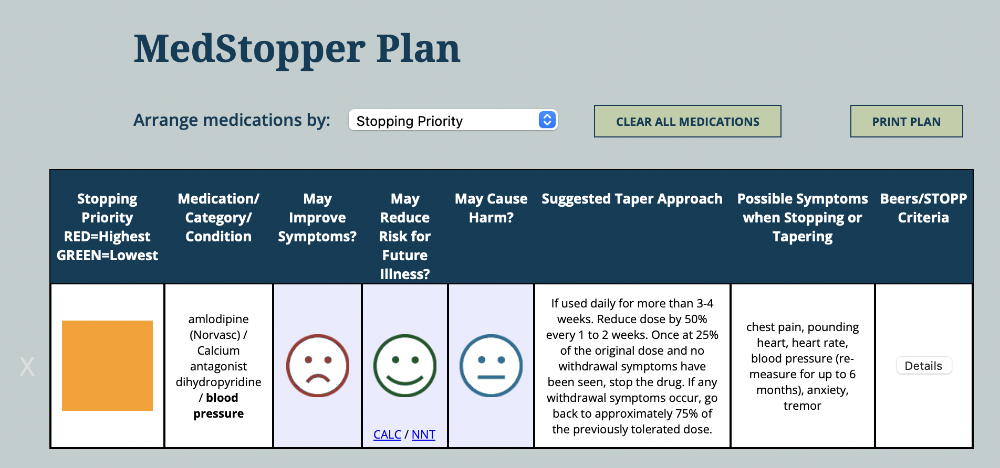 MedStopper Plan
Arrange medications by:
Stopping Priority
CLEAR ALL MEDICATIONS
PRINT PLAN
Stopping
Priority
RED=Highest
GREEN=Lowest
Medication/
Category/
Condition
May
Improve
Symptoms?
May
Reduce
Risk for
Future
Illness?
May Cause
Harm?
Suggested Taper Approach
Possible Symptoms
when Stopping or
Tapering
Beers/STOPP
Criteria
X
amlodipine
(Norvasc) /
Calcium
antagonist
dihydropyridine
/ blood
pressure
CALC / NNT
If used daily for more than 3-4
weeks. Reduce dose by 50%
every 1 to 2 weeks. Once at 25%
of the original dose and no
withdrawal symptoms have
been seen, stop the drug. If any
withdrawal symptoms occur, go
back to approximately 75% of
the previously tolerated dose.
chest pain, pounding
heart, heart rate,
blood pressure (re-
measure for up to 6
months), anxiety,
tremor
Details